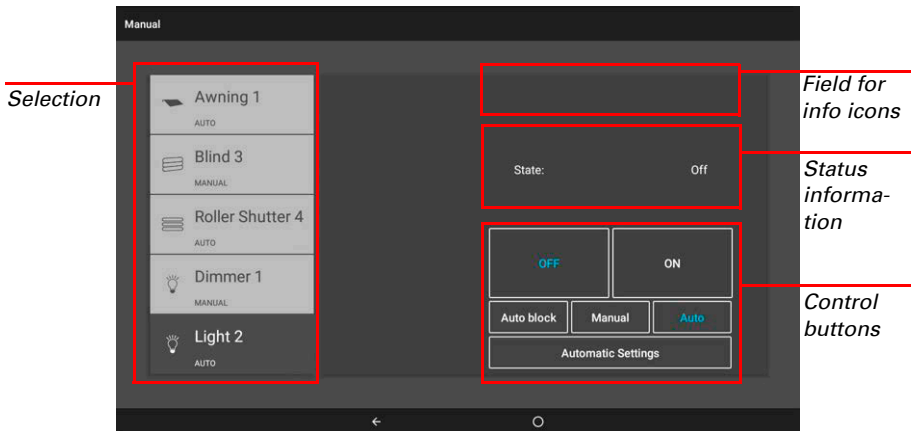 Manual
Selection
Awning 1
AUTO
Blind 3
MANUAL
Roller Shutter 4
AUTO
Dimmer 1
MANUAL
Light 2
AUTO
Field for
info icons
State: Off
Status
informa-
tion
OFF ON
Auto block Manual Auto
Automatic Settings
Control
buttons